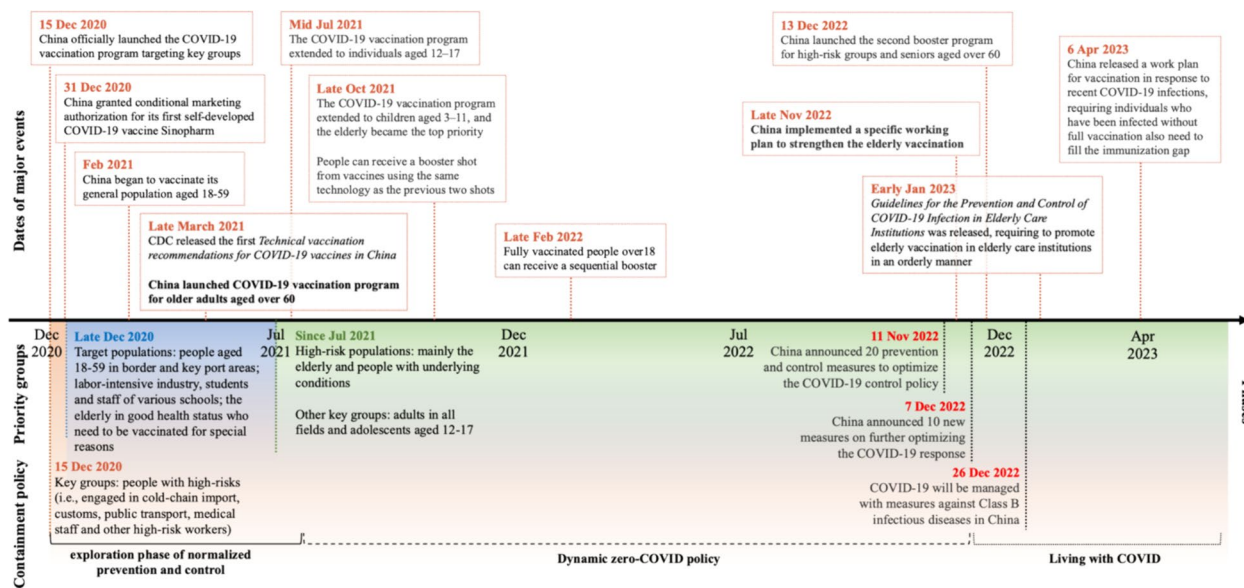 15 Dec 2020
China officially launched the COVID-19
vaccination program targeting key groups
31 Dec 2020
China granted conditional marketing
authorization for its first self-developed
COVID-19 vaccine Sinopharm
Feb 2021
China began to vaccinate its
general population aged 18-59
Late March 2021
CDC released the first Technical vaccination
recommendations for COVID-19 vaccines in China
China launched COVID-19 vaccination program
for older adults aged over 60
Mid Jul 2021
The COVID-19 vaccination program
extended to individuals aged 12–17
Late Oct 2021
The COVID-19 vaccination program
extended to children aged 3–11, and
the elderly became the top priority
People can receive a booster shot
from vaccines using the same
technology as the previous two shots
Late Feb 2022
Fully vaccinated people over18
can receive a sequential booster
Late Nov 2022
China implemented a specific working
plan to strengthen the elderly vaccination
13 Dec 2022
China launched the second booster program
for high-risk groups and seniors aged over 60
Early Jan 2023
Guidelines for the Prevention and Control of
COVID-19 Infection in Elderly Care
Institutions was released, requiring to promote
elderly vaccination in elderly care institutions
in an orderly manner
6 Apr 2023
China released a work plan
for vaccination in response to
recent COVID-19 infections,
requiring individuals who
have been infected without
full vaccination also need to
fill the immunization gap
Dates of major events
Dec
2020
Jul
2021
Dec
2021
Jul
2022
Dec
2022
Apr
2023
Priority groups
Late Dec 2020
Target populations: people aged
18-59 in border and key port areas;
labor-intensive industry, students
and staff of various schools; the
elderly in good health status who
need to be vaccinated for special
reasons
15 Dec 2020
Key groups: people with high-risks
(i.e., engaged in cold-chain import,
customs, public transport, medical
staff and other high-risk workers)
Since Jul 2021
High-risk populations: mainly the
elderly and people with underlying
conditions
Other key groups: adults in all
fields and adolescents aged 12-17
11 Nov 2022
China announced 20 prevention
and control measures to optimize
the COVID-19 control policy
7 Dec 2022
China announced 10 new
measures on further optimizing
the COVID-19 response
26 Dec 2022
COVID-19 will be managed
with measures against Class B
infectious diseases in China
Containment policy
exploration phase of normalized
prevention and control
Dynamic zero-COVID policy
Living with COVID